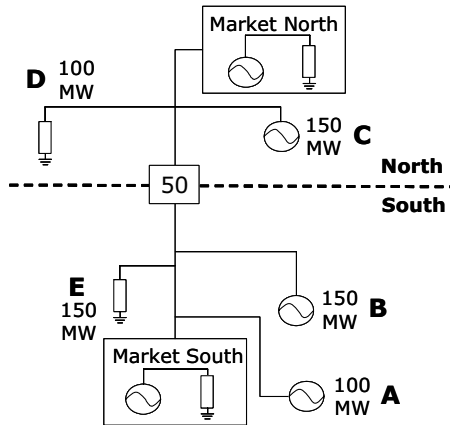 Market North
D 100
MW
150 C
MW
North
50
South
E
150
MW
150 B
MW
Market South
100 A
MW